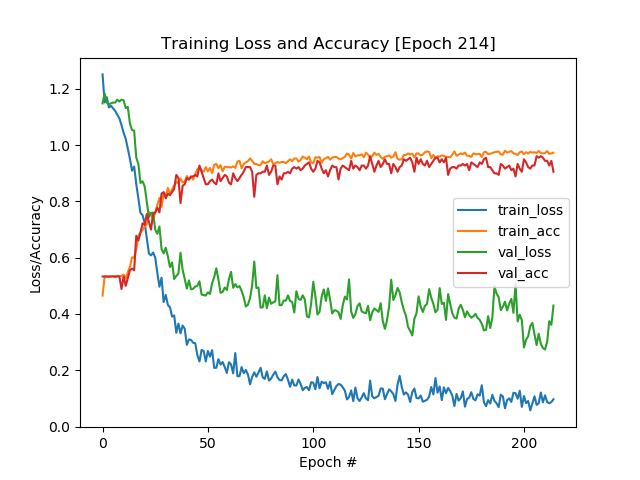 Training Loss and Accuracy [Epoch 214]
Loss/Accuracy
1.2
1.0
0.8
0.6
0.4
0.2
0.0
train_loss
train_acc
val_loss
val_acc
0 50 100 150 200
Epoch #